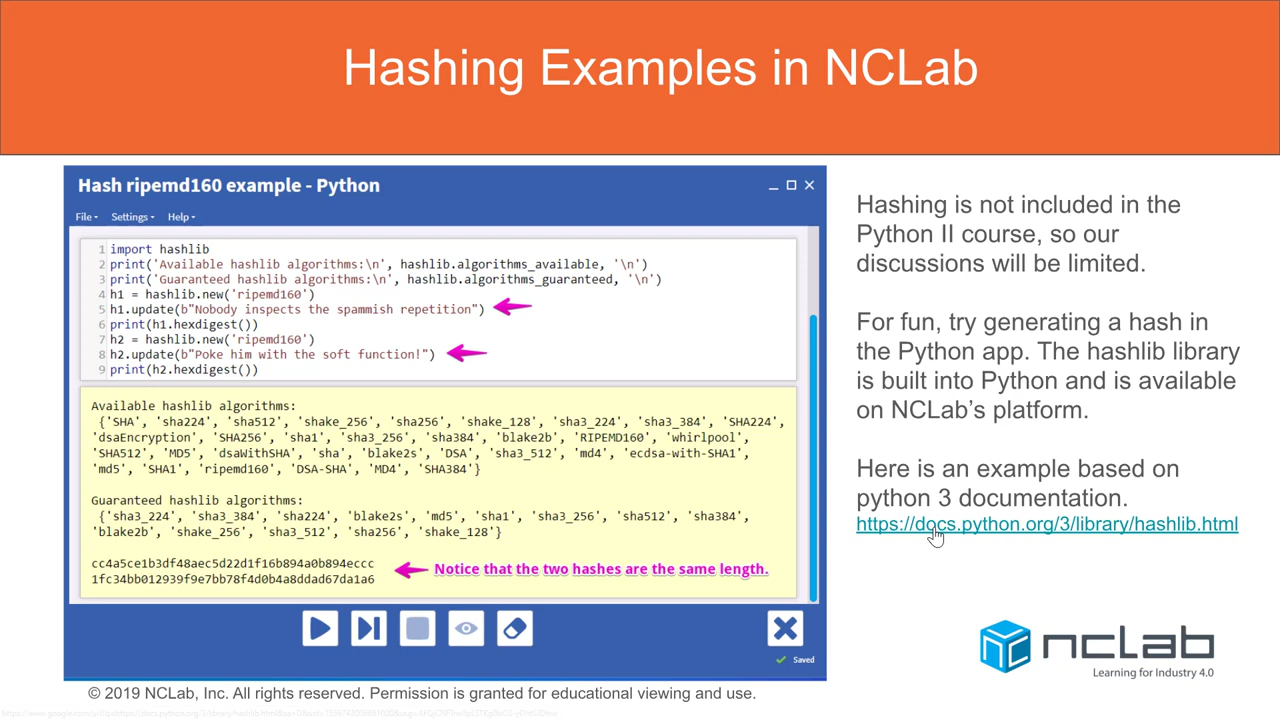 Hashing Examples in NCLab
Hash ripemd160 example - Python
File
Settings
Help
1 import hashlib
2 print('Available hashlib algorithms:\n', hashlib.algorithms_available, '\n')
3 print('Guaranteed hashlib algorithms:\n', hashlib.algorithms_guaranteed, '\n')
4 h1 = hashlib.new('ripemd160')
5 h1.update(b"Nobody inspects the spammish repetition")
6 print(h1.hexdigest())
7 h2 = hashlib.new('ripemd160')
8 h2.update(b"Poke him with the soft function!")
9 print(h2.hexdigest())
Available hashlib algorithms:
{'SHA', 'sha224', 'sha512', 'shake_256', 'sha256', 'shake_128', 'sha3_224', 'sha3_384', 'SHA224',
'dsaEncryption', 'SHA256', 'sha1', 'sha3_256', 'sha384', 'blake2b', 'RIPEMD160', 'whirlpool',
'SHA512', 'MD5', 'dsaWithSHA', 'sha', 'blake2s', 'DSA', 'sha3_512', 'md4', 'ecdsa-with-SHA1',
'md5', 'SHA1', 'ripemd160', 'DSA-SHA', 'MD4', 'SHA384'}
Guaranteed hashlib algorithms:
{'sha3_224', 'sha3_384', 'sha224', 'blake2s', 'md5', 'sha1', 'sha3_256', 'sha512', 'sha384',
'blake2b', 'shake_256', 'sha3_512', 'sha256', 'shake_128'}
cc4a5ce1b3df48aec5d22d1f16b894a0b894eccc
1fc34bb012939f9e7bb78f4d0b4a8ddad67da1a6
Notice that the two hashes are the same length.
Saved
Hashing is not included in the
Python II course, so our
discussions will be limited.
For fun, try generating a hash in
the Python app. The hashlib library
is built into Python and is available
on NCLab's platform.
Here is an example based on
python 3 documentation.
https://docs.python.org/3/library/hashlib.html
nclab
Learning for Industry 4.0
© 2019 NCLab, Inc. All rights reserved. Permission is granted for educational viewing and use.